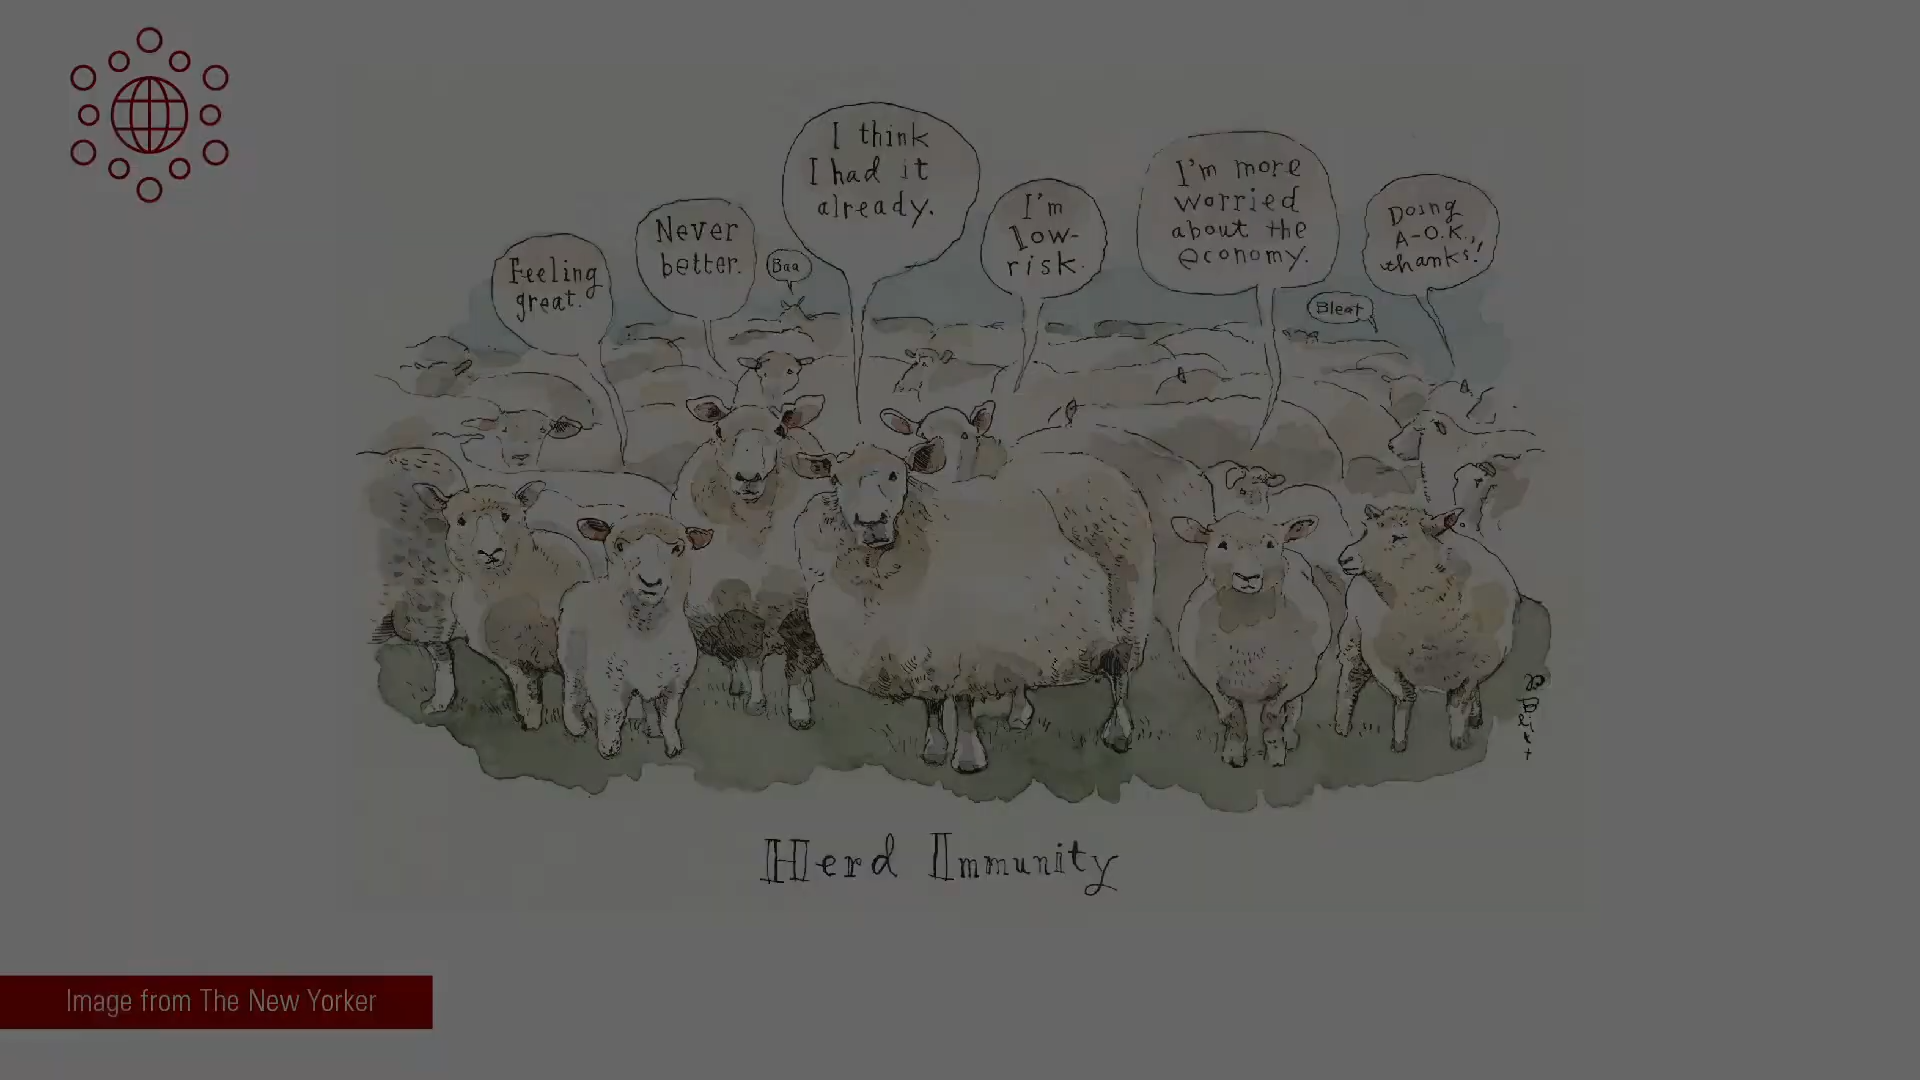 I think
I had it
already.
I'm more
worried
about the
economy.
I'm
low-
risk.
Doing
A-O.K.,
thanks!
Never
better.
Baa
Feeling
great.
Bleat
Blitt
Herd Immunity
Image from The New Yorker